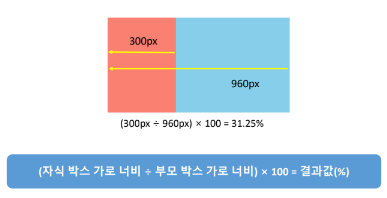 300px
960px
(300px ÷ 960px) × 100 = 31.25%
(자식 박스 가로 너비 ÷ 부모 박스 가로 너비) × 100 = 결과값(%)